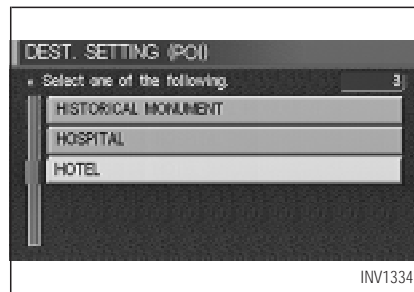 DEST. SETTING (POI)
Select one of the following.
3
HISTORICAL MONUMENT
HOSPITAL
HOTEL
INV1334